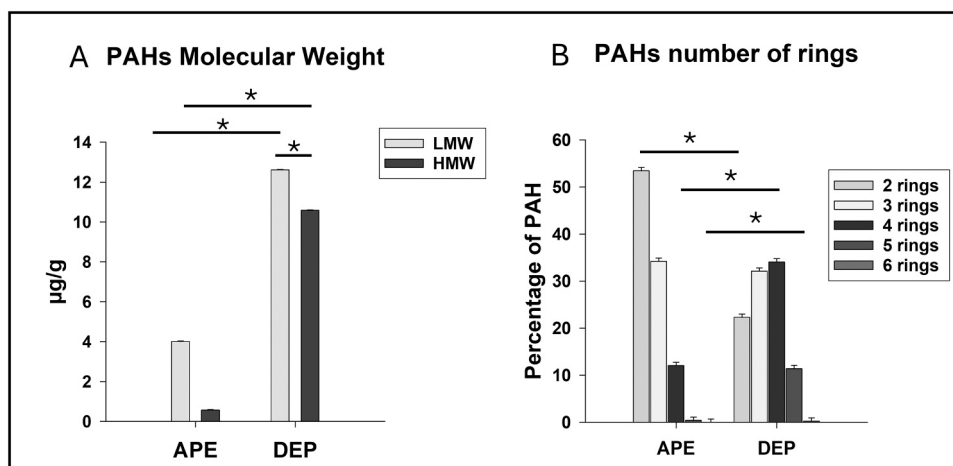 A PAHs Molecular Weight
*
*
*
LMW
HMW
µg/g
14
12
10
8
6
4
2
0
APE DEP
B PAHs number of rings
*
*
*
2 rings
3 rings
4 rings
5 rings
6 rings
Percentage of PAH
60
50
40
30
20
10
0
APE DEP